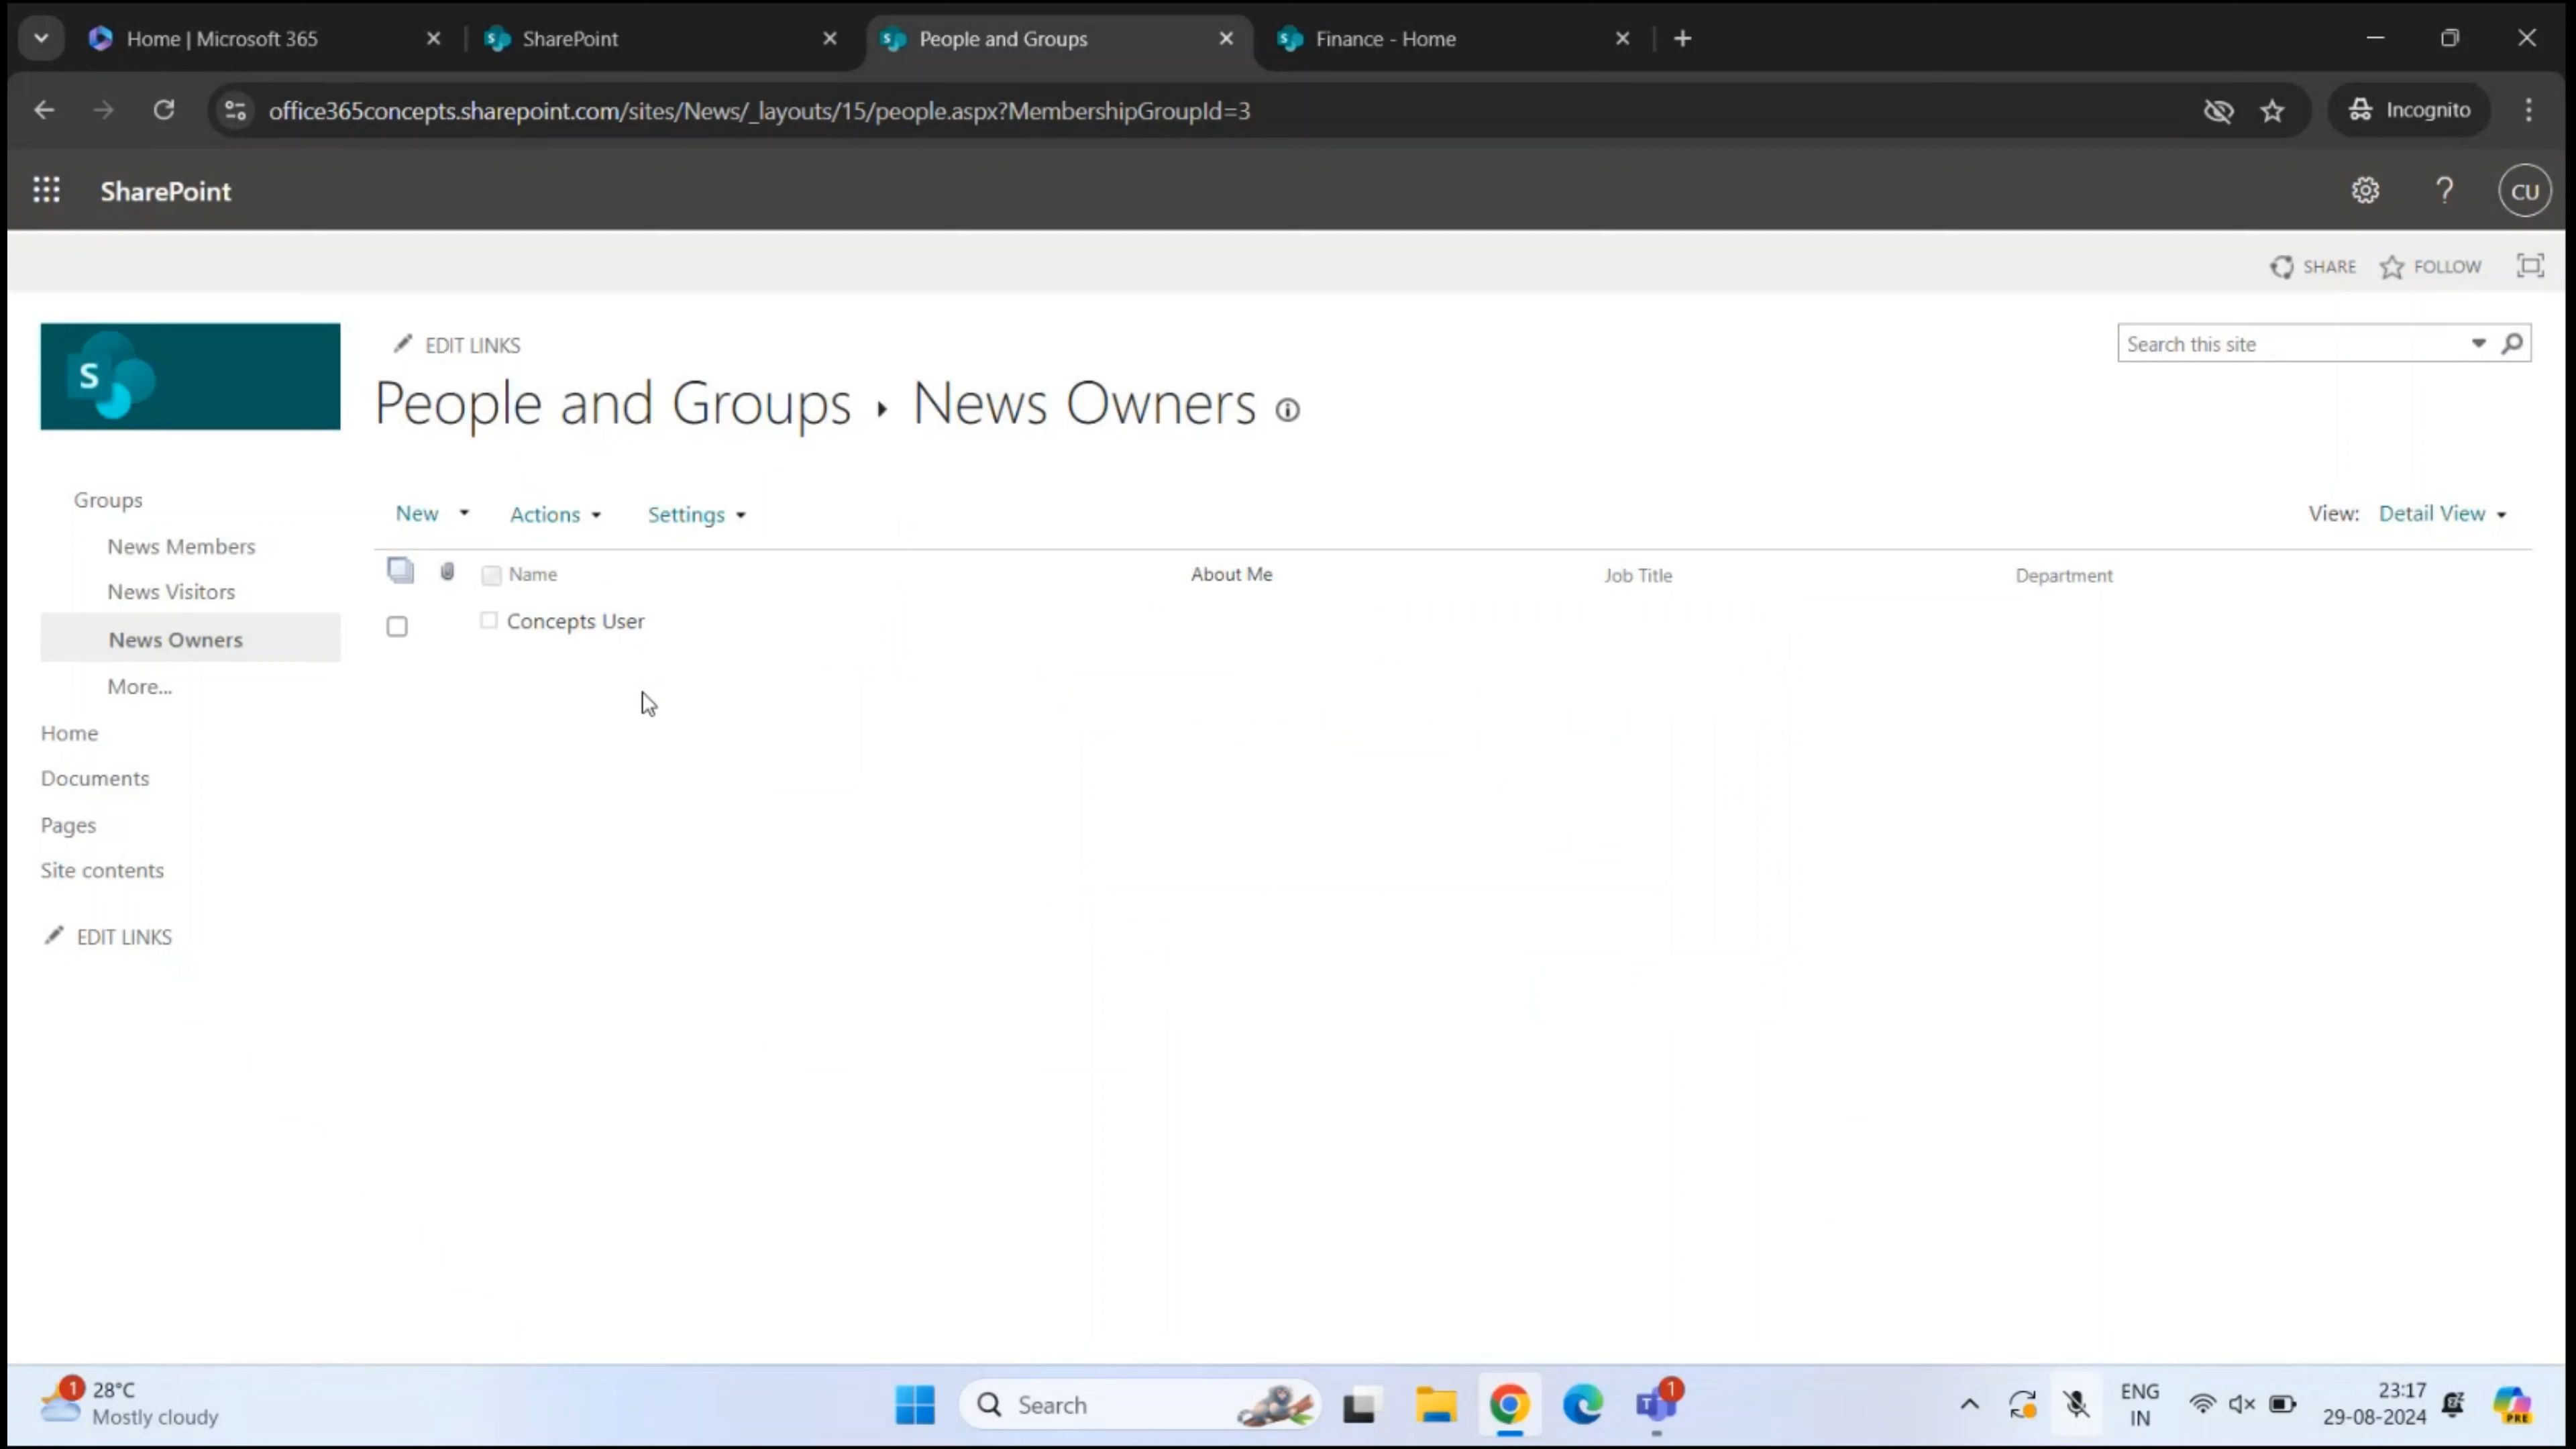 Home | Microsoft 365
SharePoint
People and Groups
Finance - Home
office365concepts.sharepoint.com/sites/News/_layouts/15/people.aspx?MembershipGroupId=3
Incognito
SharePoint
CU
SHARE
FOLLOW
S
EDIT LINKS
Search this site
People and Groups ▸ News Owners
Groups
News Members
News Visitors
News Owners
More...
Home
Documents
Pages
Site contents
EDIT LINKS
New
Actions
Settings
View: Detail View
Name About Me Job Title Department
Concepts User
1
28°C
Mostly cloudy
Search
1
ENG
IN
23:17
29-08-2024
PRE